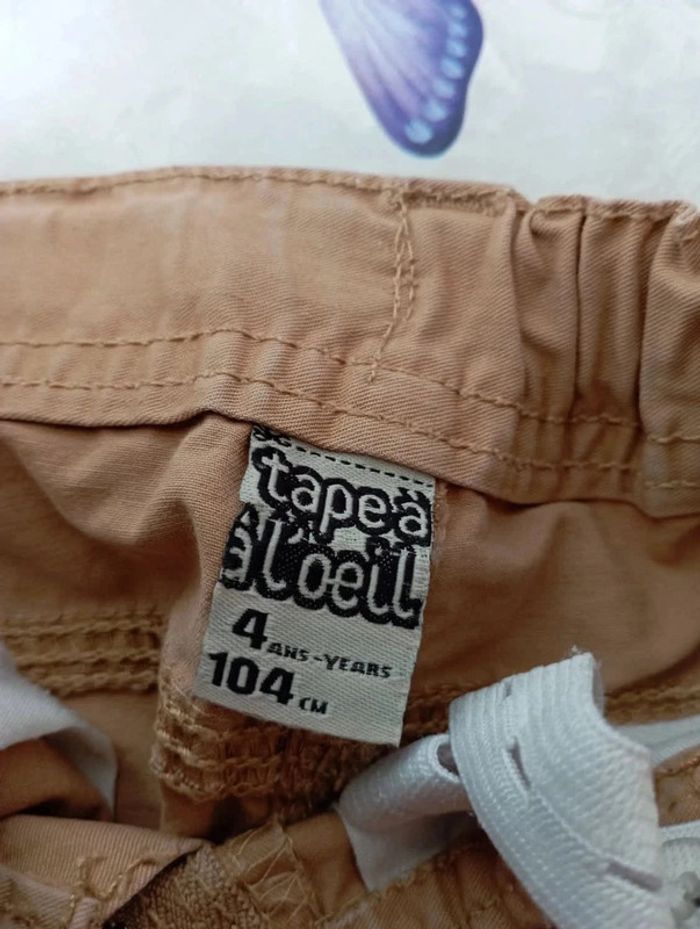 tape à
à l'oeil
4 ANS-YEARS
104 CM